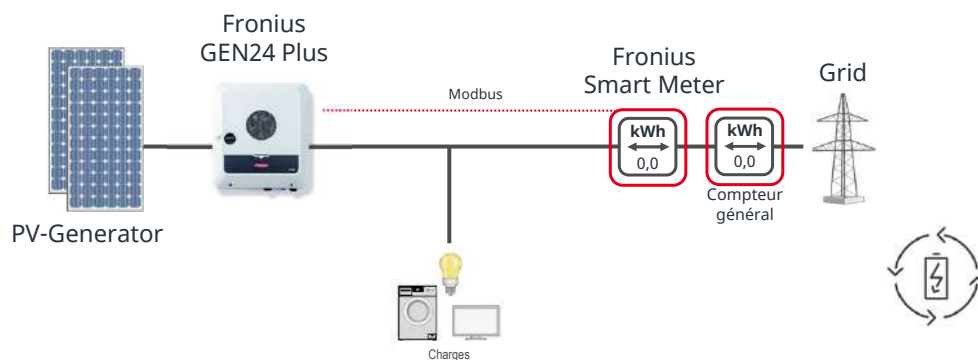 Fronius
GEN24 Plus
Fronius
Smart Meter
Grid
Modbus
kWh
0,0
kWh
0,0
Compteur
général
PV-Generator
Charges